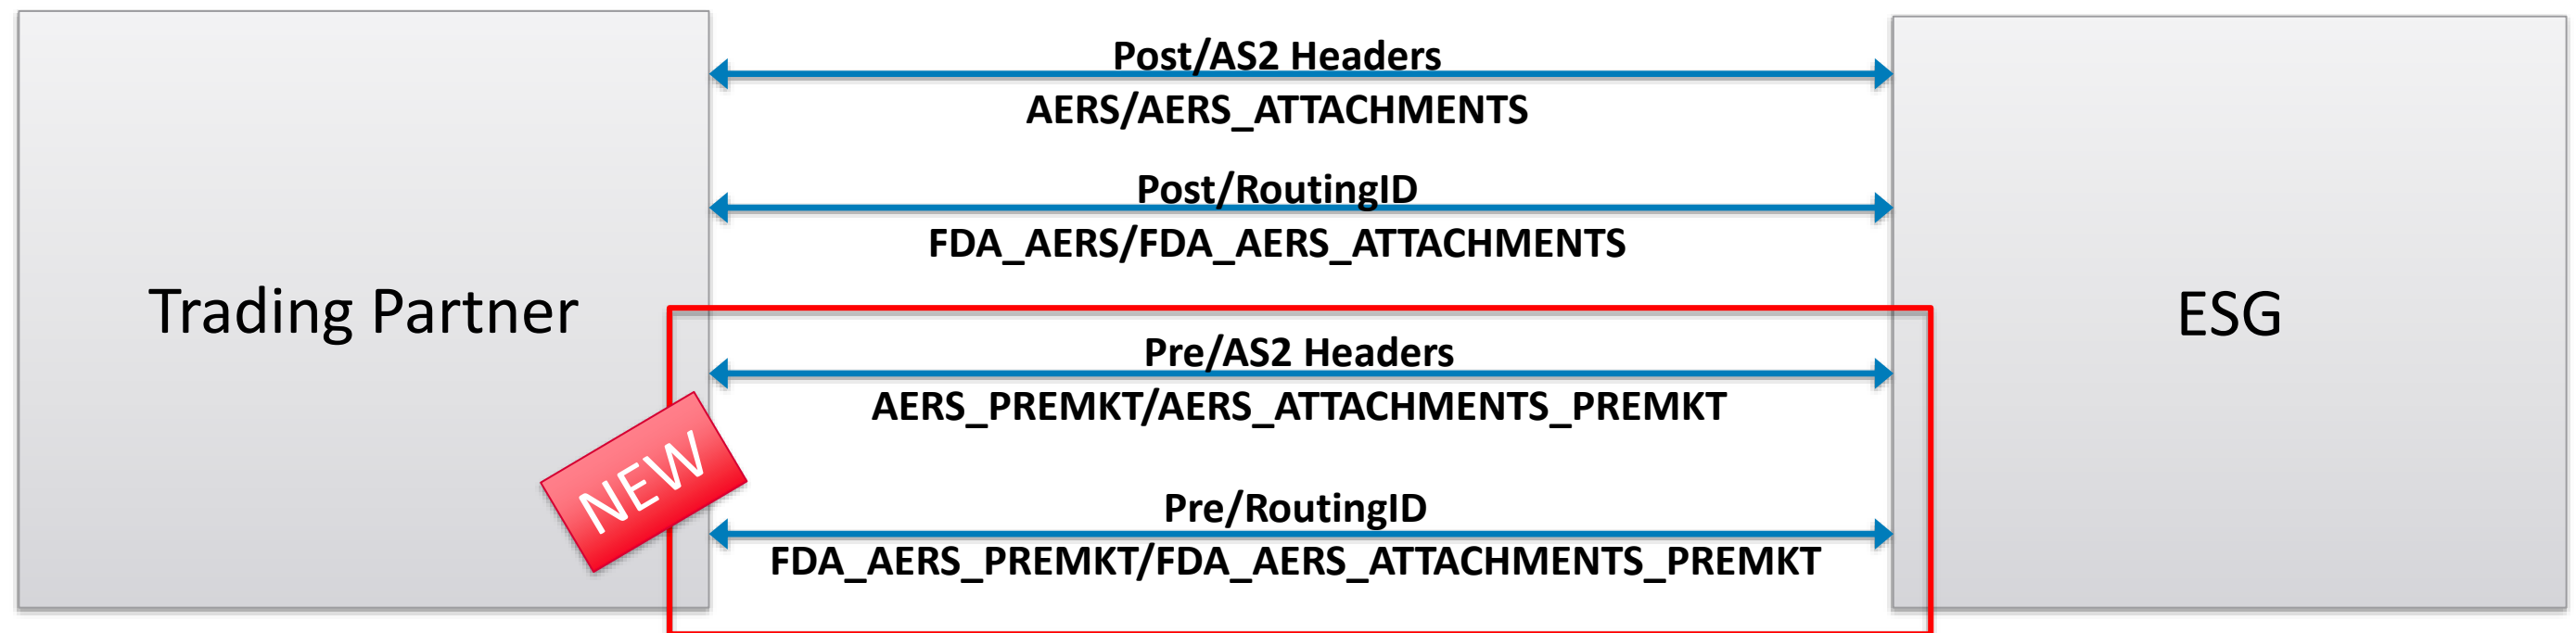 Trading Partner
Post/AS2 Headers
AERS/AERS_ATTACHMENTS
Post/RoutingID
FDA_AERS/FDA_AERS_ATTACHMENTS
Pre/AS2 Headers
AERS_PREMKT/AERS_ATTACHMENTS_PREMKT
NEW
Pre/RoutingID
FDA_AERS_PREMKT/FDA_AERS_ATTACHMENTS_PREMKT
ESG